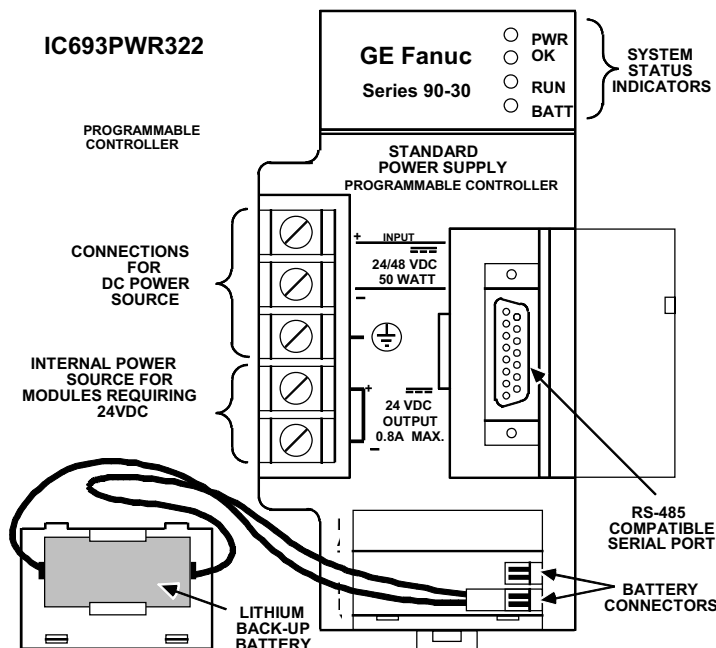 IC693PWR322
PROGRAMMABLE
CONTROLLER
GE Fanuc
Series 90-30
PWR
OK
RUN
BATT
SYSTEM
STATUS
INDICATORS
STANDARD
POWER SUPPLY
PROGRAMMABLE CONTROLLER
CONNECTIONS
FOR
DC POWER
SOURCE
+ INPUT
24/48 VDC
50 WATT
–
INTERNAL POWER
SOURCE FOR
MODULES REQUIRING
24VDC
+
24 VDC
OUTPUT
0.8A MAX.
–
RS-485
COMPATIBLE
SERIAL PORT
BATTERY
CONNECTORS
LITHIUM
BACK-UP
BATTERY